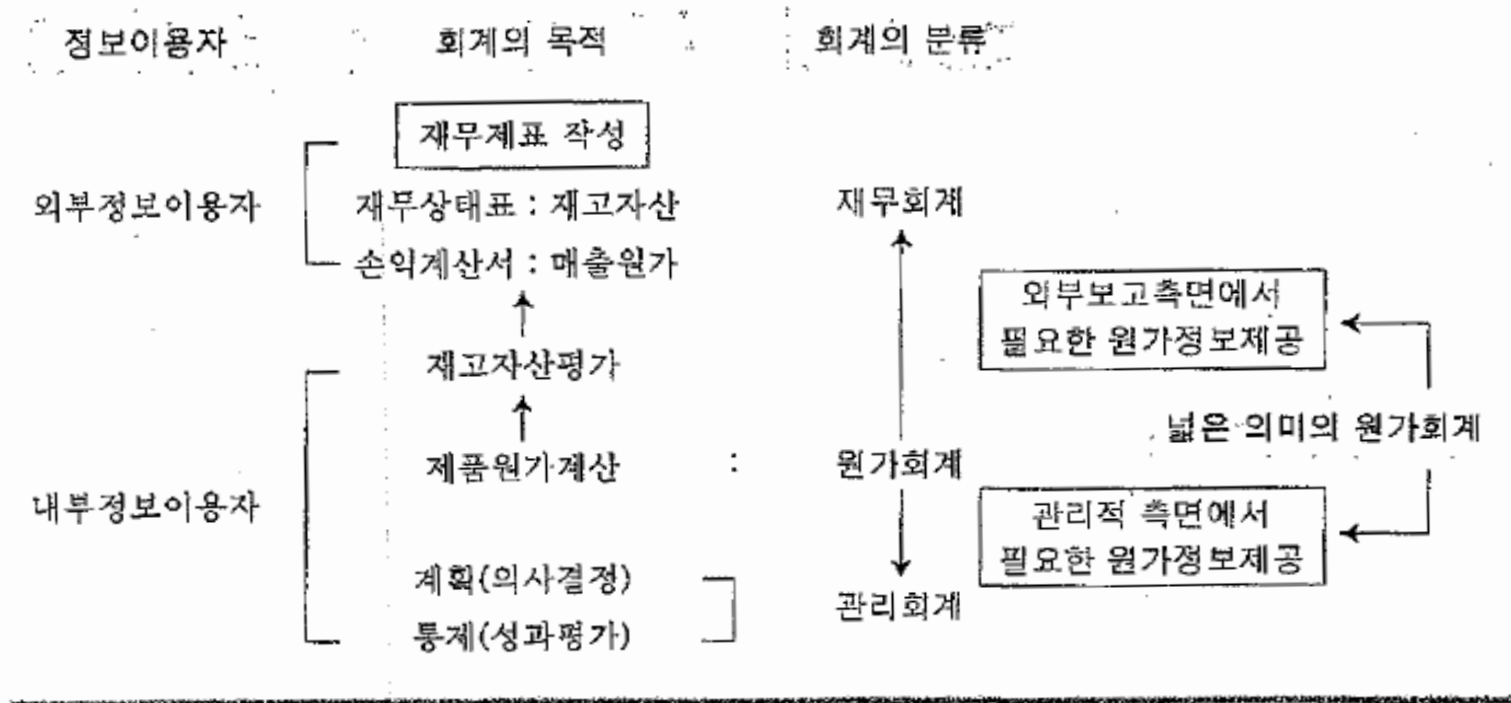 정보이용자 회계의 목적 회계의 분류
재무제표 작성
외부정보이용자 재무상태표 : 재고자산 재무회계
손익계산서 : 매출원가
외부보고측면에서
필요한 원가정보제공
재고자산평가
넓은 의미의 원가회계
제품원가계산 : 원가회계
내부정보이용자 관리적 측면에서
필요한 원가정보제공
계획(의사결정)
관리회계
통제(성과평가)